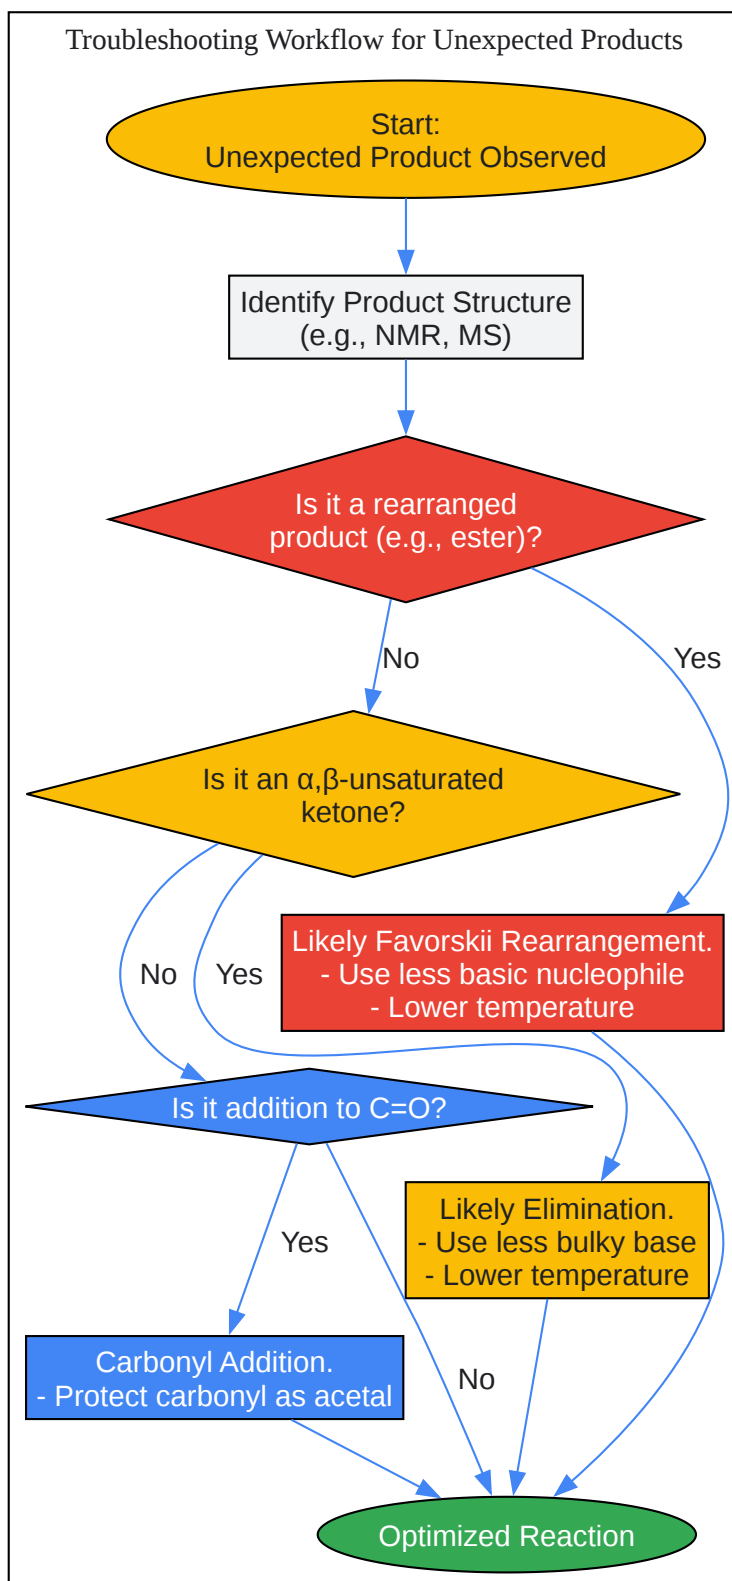 Troubleshooting Workflow for Unexpected Products
Start:
Unexpected Product Observed
Identify Product Structure
(e.g., NMR, MS)
Is it a rearranged
product (e.g., ester)?
No
Yes
Is it an α,β-unsaturated
ketone?
Likely Favorskii Rearrangement.
- Use less basic nucleophile
- Lower temperature
No
Yes
Is it addition to C=O?
Likely Elimination.
- Use less bulky base
- Lower temperature
Yes
Carbonyl Addition.
- Protect carbonyl as acetal
No
Optimized Reaction